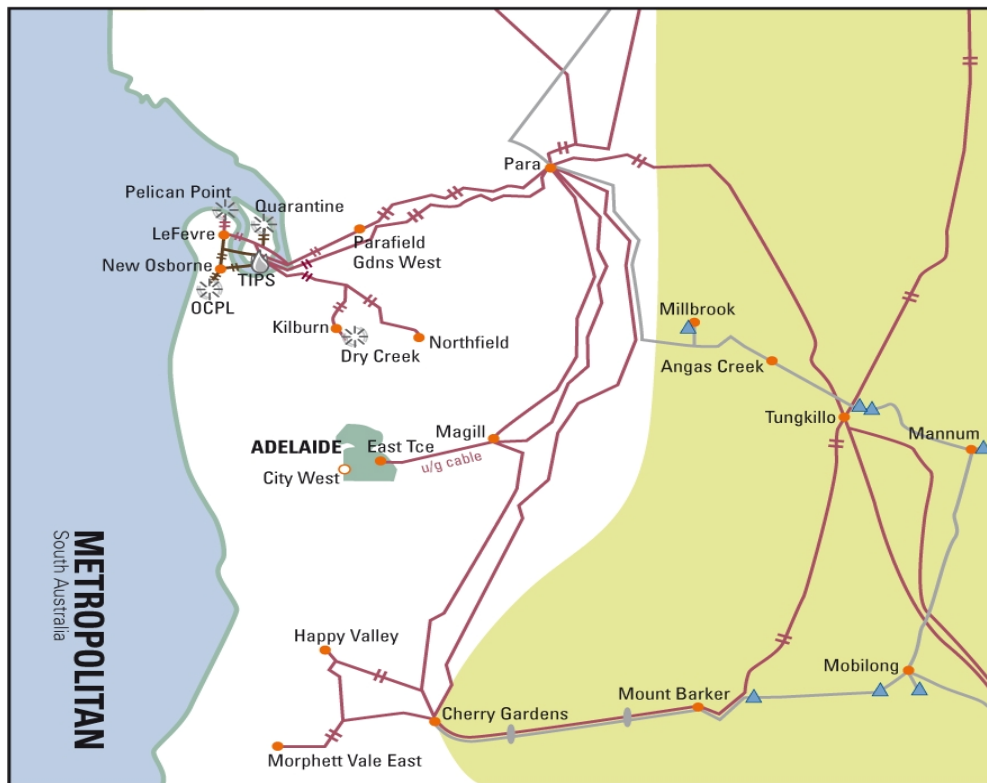 Para
Pelican Point
Quarantine
LeFevre
Parafield
Gdns West
New Osborne
TIPS
OCPL
Millbrook
Kilburn
Northfield
Dry Creek
Angas Creek
Tungkillo
Mannum
Magill
ADELAIDE
East Tce
u/g cable
City West
METROPOLITAN
South Australia
Happy Valley
Mobilong
Mount Barker
Cherry Gardens
Morphett Vale East